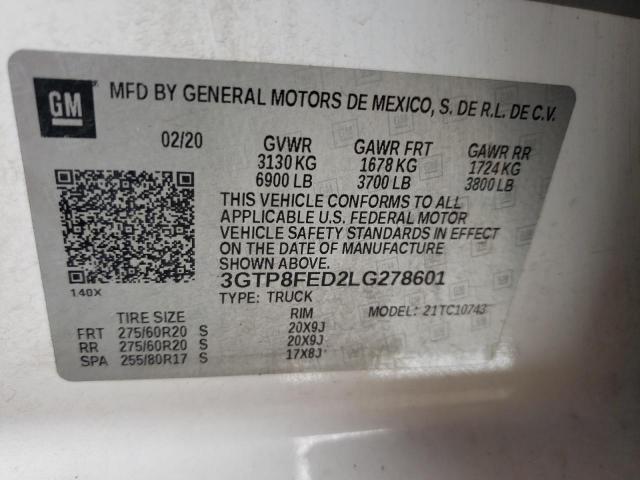 GM
MFD BY GENERAL MOTORS DE MEXICO, S. DE R.L. DE C.V.
02/20 GVWR GAWR FRT GAWR RR
3130 KG 1678 KG 1724 KG
6900 LB 3700 LB 3800 LB
THIS VEHICLE CONFORMS TO ALL
APPLICABLE U.S. FEDERAL MOTOR
VEHICLE SAFETY STANDARDS IN EFFECT
ON THE DATE OF MANUFACTURE
SHOWN ABOVE.
140X 3GTP8FED2LG278601
TYPE: TRUCK MODEL: 21TC10743
TIRE SIZE RIM
FRT 275/60R20 S 20X9J
RR 275/60R20 S 20X9J
SPA 255/80R17 S 17X8J